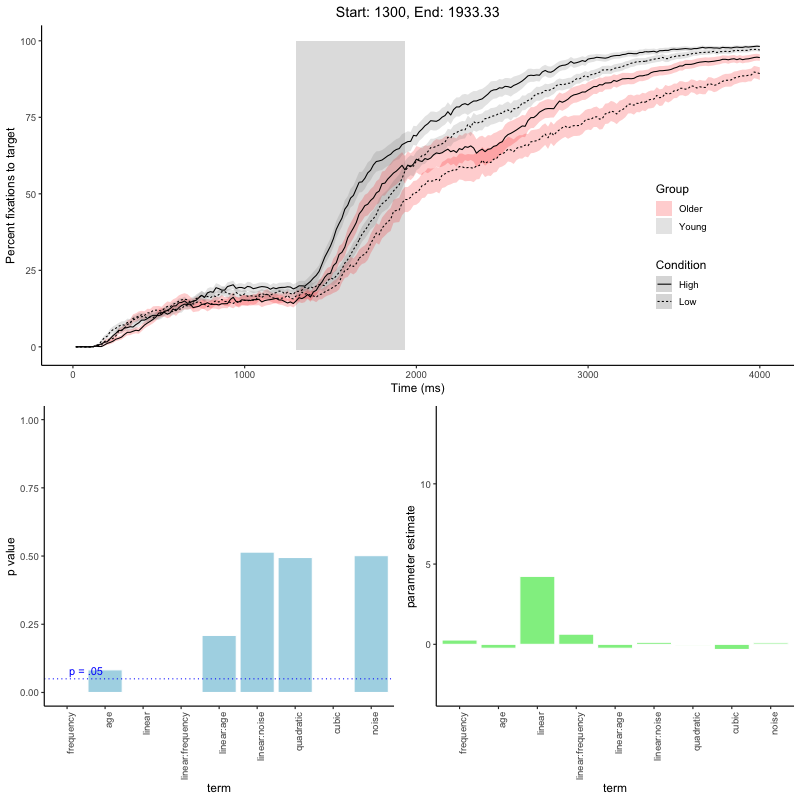 Start: 1300, End: 1933.33
Percent fixations to target
100
75
50
25
0
0 1000 2000 3000 4000
Time (ms)
Group
Older
Young
Condition
High
Low
p value
1.00
0.75
0.50
0.25
0.00
p = .05
frequency
age
linear
linear:frequency
linear:age
linear:noise
quadratic
cubic
noise
term
parameter estimate
10
5
0
frequency
age
linear
linear:frequency
linear:age
linear:noise
quadratic
cubic
noise
term